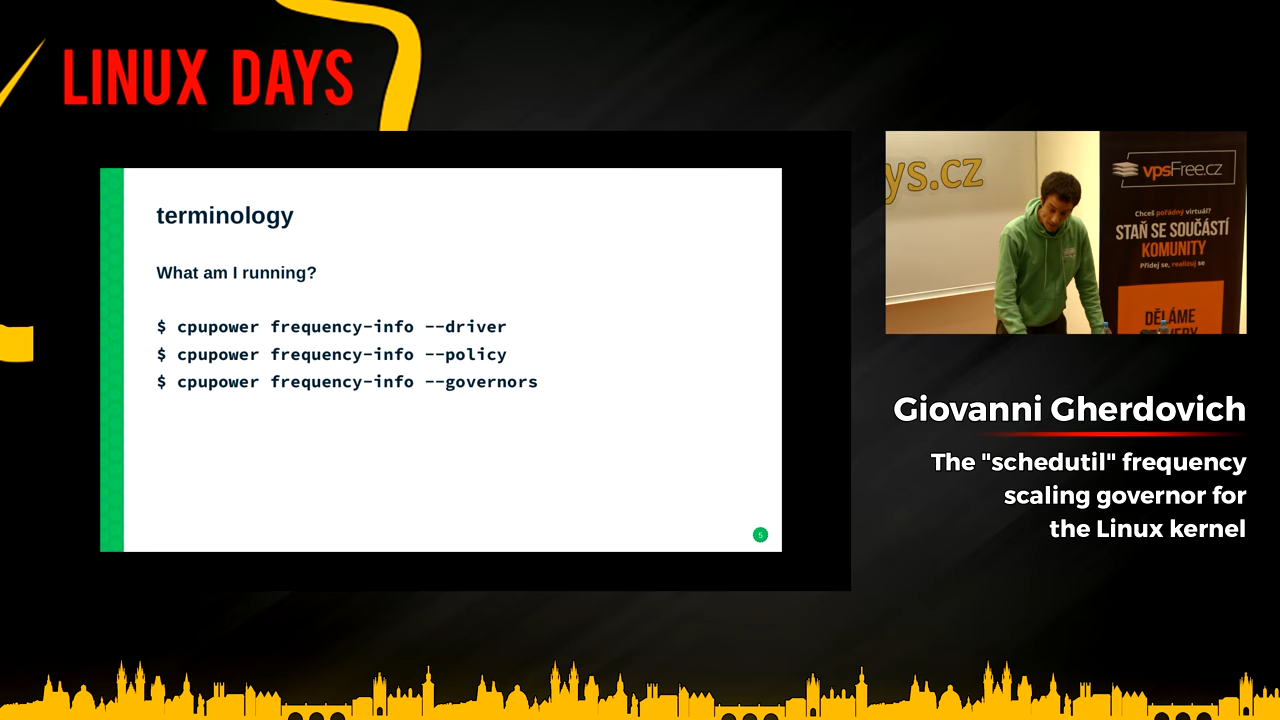 LINUX DAYS
terminology
What am I running?
$ cpupower frequency-info --driver
$ cpupower frequency-info --policy
$ cpupower frequency-info --governors
5
ys.cz
vpsFree.cz
Chceš pořádný virtuál?
STAŇ SE SOUČÁSTÍ
KOMUNITY
Přidej se, realizuj se
DĚLÁME
Giovanni Gherdovich
The "schedutil" frequency
scaling governor for
the Linux kernel